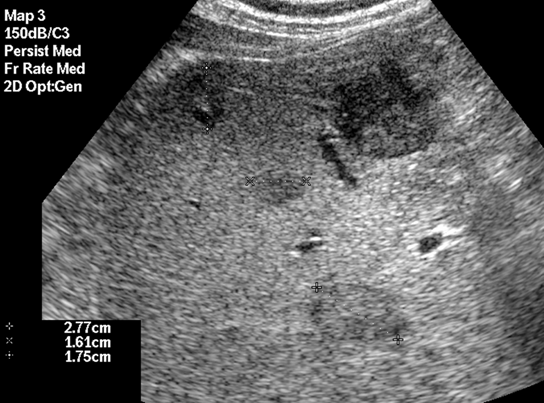 Map 3
150dB/C3
Persist Med
Fr Rate Med
2D Opt:Gen
2.77cm
1.61cm
1.75cm